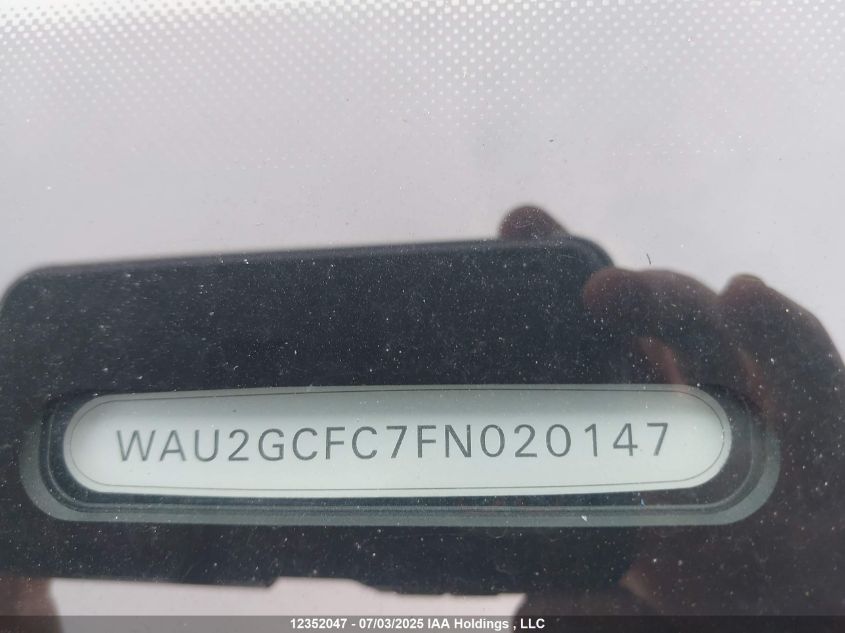 WAU2GCFC7FN020147
12352047 - 07/03/2025 IAA Holdings , LLC